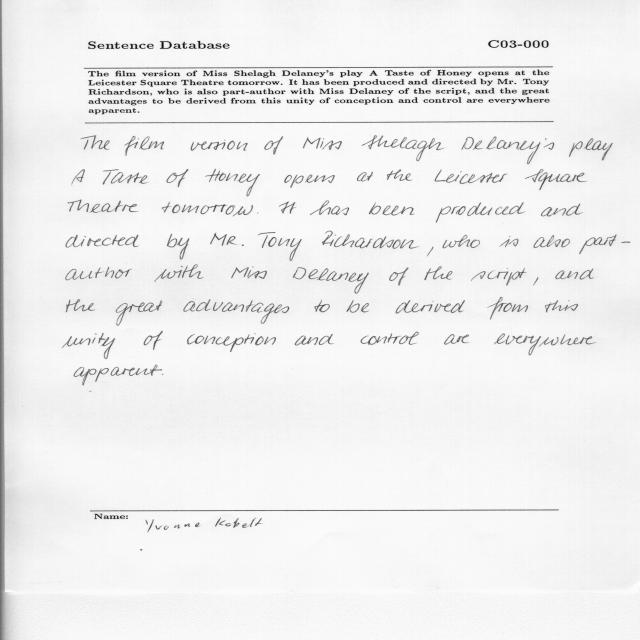 Sentence Database C03-000
The film version of Miss Shelagh Delaney's play A Taste of Honey opens at the
Leicester Square Theatre tomorrow. It has been produced and directed by Mr. Tony
Richardson, who is also part-author with Miss Delaney of the script, and the great
advantages to be derived from this unity of conception and control are everywhere
apparent.
The film version of Miss Shelagh Delaney's play
A Taste of Honey opens at the Leicester Square
Theatre tomorrow. It has been produced and
directed by Mr. Tony Richardson, who is also part-
author with Miss Delaney of the script, and
the great advantages to be derived from this
unity of conception and control are everywhere
apparent.
Name: Yvonne Kobelt